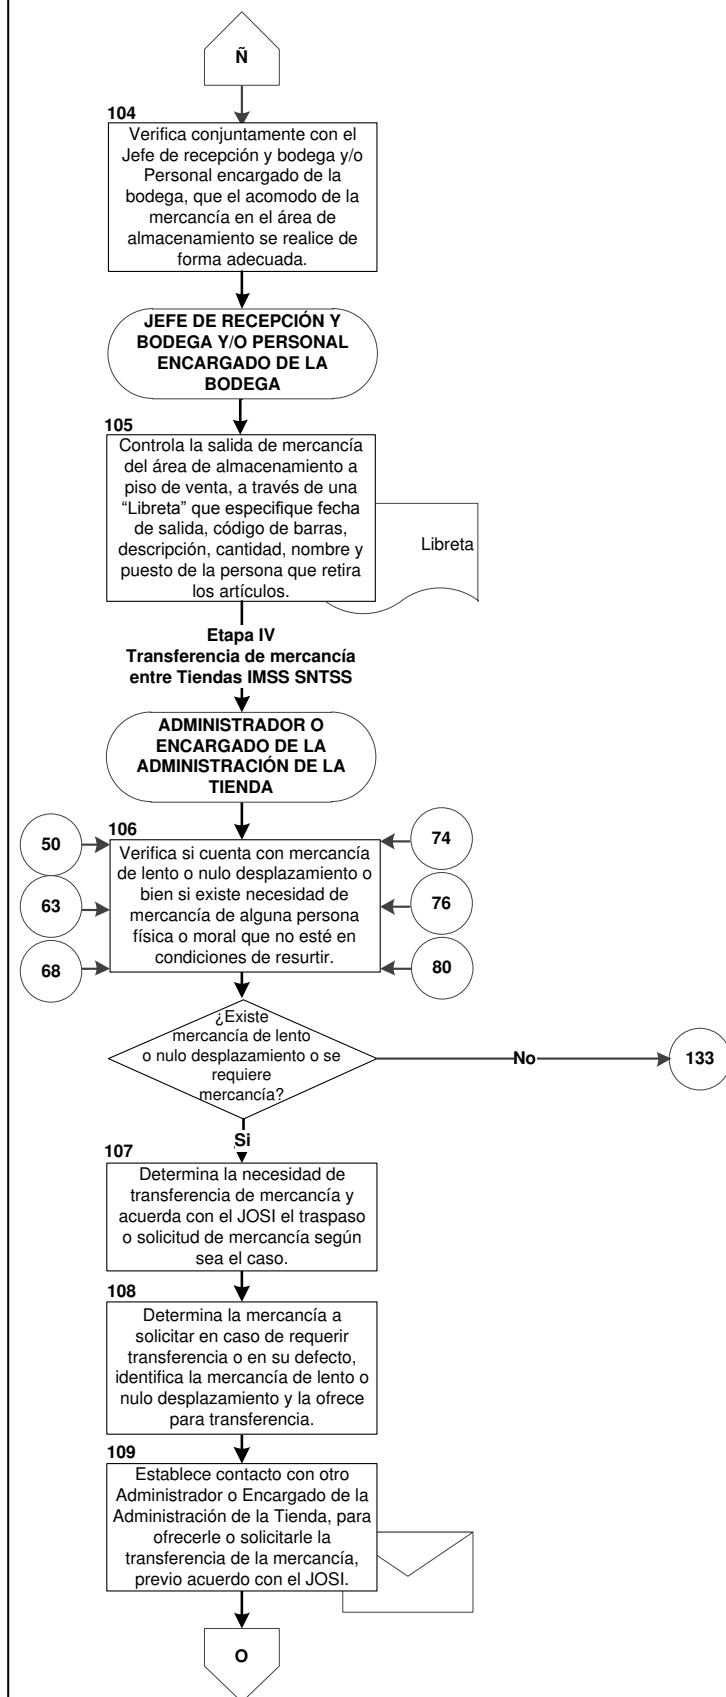 Ñ
104
Verifica conjuntamente con el
Jefe de recepción y bodega y/o
Personal encargado de la
bodega, que el acomodo de la
mercancía en el área de
almacenamiento se realice de
forma adecuada.
JEFE DE RECEPCIÓN Y
BODEGA Y/O PERSONAL
ENCARGADO DE LA
BODEGA
105
Controla la salida de mercancía
del área de almacenamiento a
piso de venta, a través de una
“Libreta” que especifique fecha
de salida, código de barras,
descripción, cantidad, nombre y
puesto de la persona que retira
los artículos.
Libreta
Etapa IV
Transferencia de mercancía
entre Tiendas IMSS SNTSS
ADMINISTRADOR O
ENCARGADO DE LA
ADMINISTRACIÓN DE LA
TIENDA
50
63
68
106
Verifica si cuenta con mercancía
de lento o nulo desplazamiento o
bien si existe necesidad de
mercancía de alguna persona
física o moral que no esté en
condiciones de resurtir.
74
76
80
¿Existe
mercancía de lento
o nulo desplazamiento o se
requiere
mercancía?
No
133
Si
107
Determina la necesidad de
transferencia de mercancía y
acuerda con el JOSI el traspaso
o solicitud de mercancía según
sea el caso.
108
Determina la mercancía a
solicitar en caso de requerir
transferencia o en su defecto,
identifica la mercancía de lento o
nulo desplazamiento y la ofrece
para transferencia.
109
Establece contacto con otro
Administrador o Encargado de la
Administración de la Tienda, para
ofrecerle o solicitarle la
transferencia de la mercancía,
previo acuerdo con el JOSI.
O